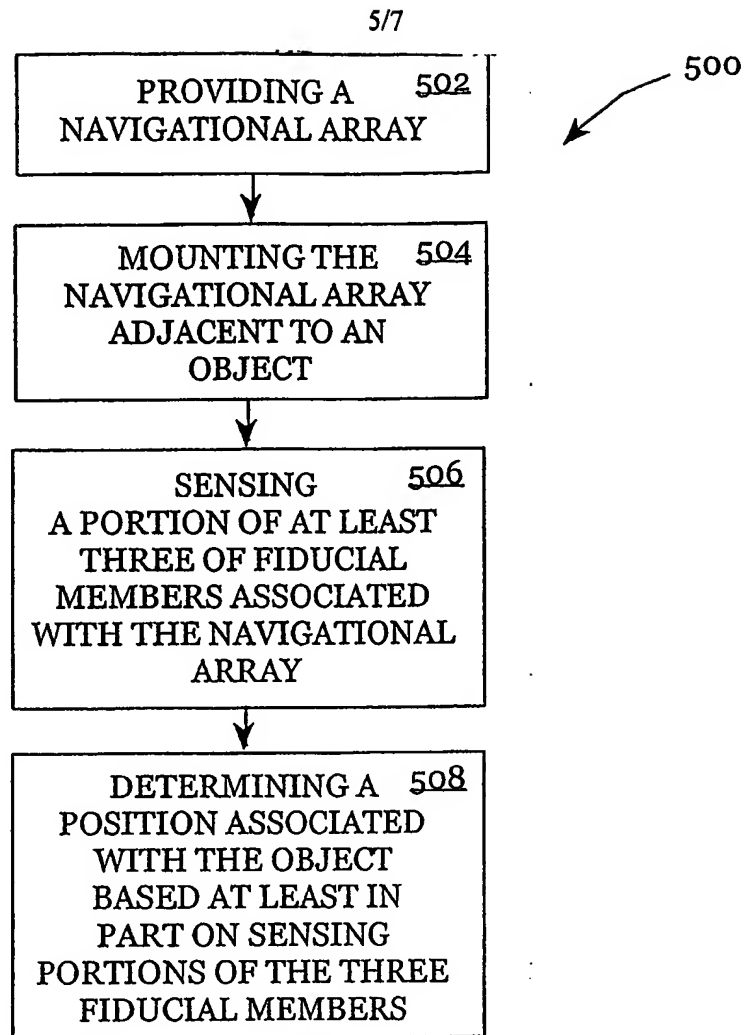 5/7
500
PROVIDING A 502
NAVIGATIONAL ARRAY
MOUNTING THE 504
NAVIGATIONAL ARRAY
ADJACENT TO AN
OBJECT
SENSING 506
A PORTION OF AT LEAST
THREE OF FIDUCIAL
MEMBERS ASSOCIATED
WITH THE NAVIGATIONAL
ARRAY
DETERMINING A 508
POSITION ASSOCIATED
WITH THE OBJECT
BASED AT LEAST IN
PART ON SENSING
PORTIONS OF THE THREE
FIDUCIAL MEMBERS